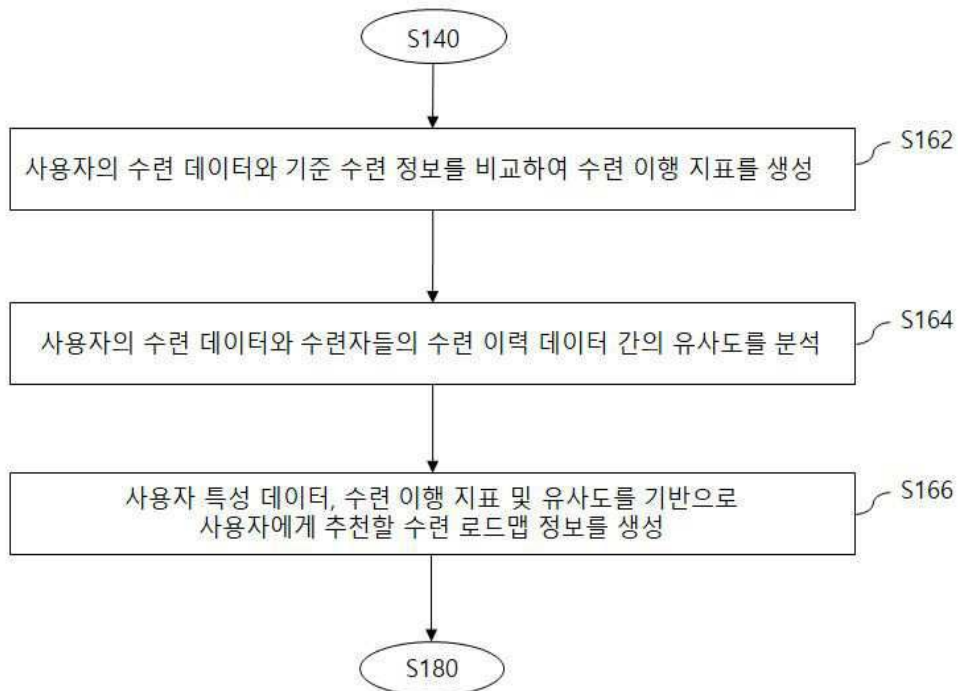 S140
S162
사용자의 수련 데이터와 기준 수련 정보를 비교하여 수련 이행 지표를 생성
S164
사용자의 수련 데이터와 수련자들의 수련 이력 데이터 간의 유사도를 분석
S166
사용자 특성 데이터, 수련 이행 지표 및 유사도를 기반으로
사용자에게 추천할 수련 로드맵 정보를 생성
S180